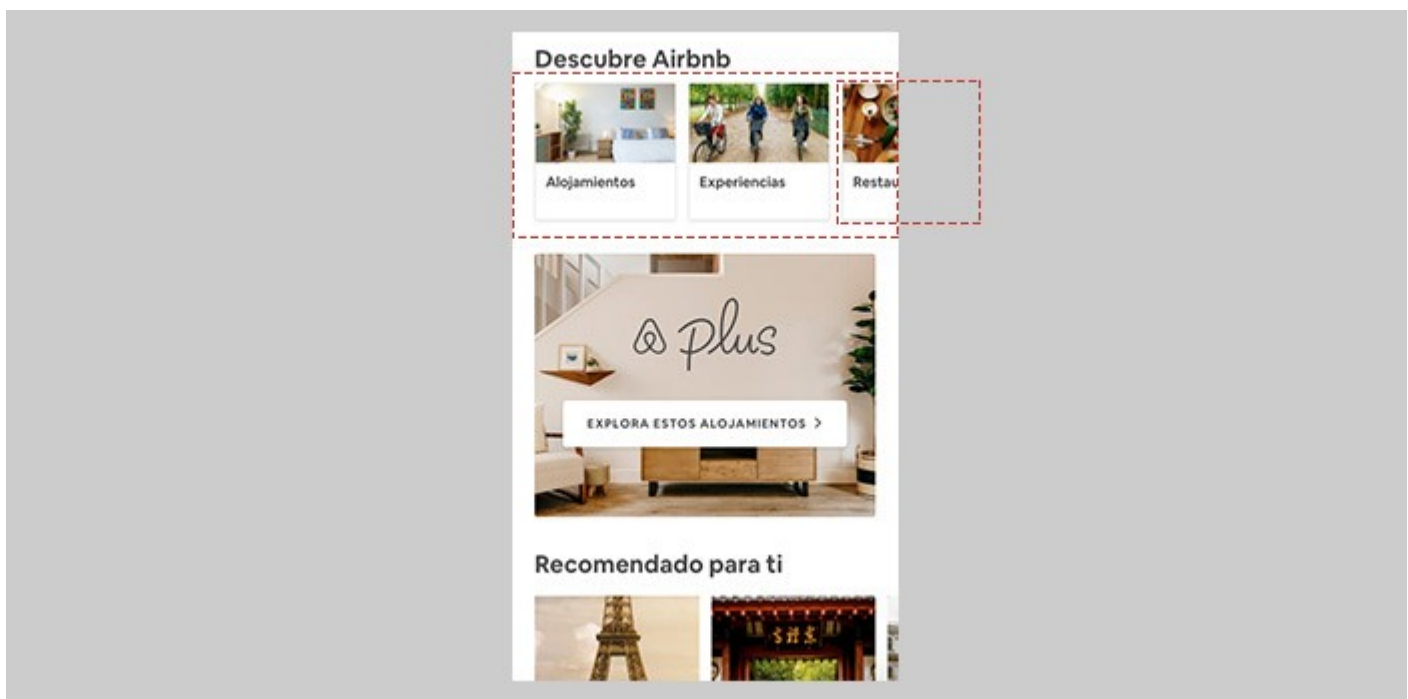 Descubre Airbnb
Alojamientos
Experiencias
Restau
plus
EXPLORA ESTOS ALOJAMIENTOS >
Recomendado para ti